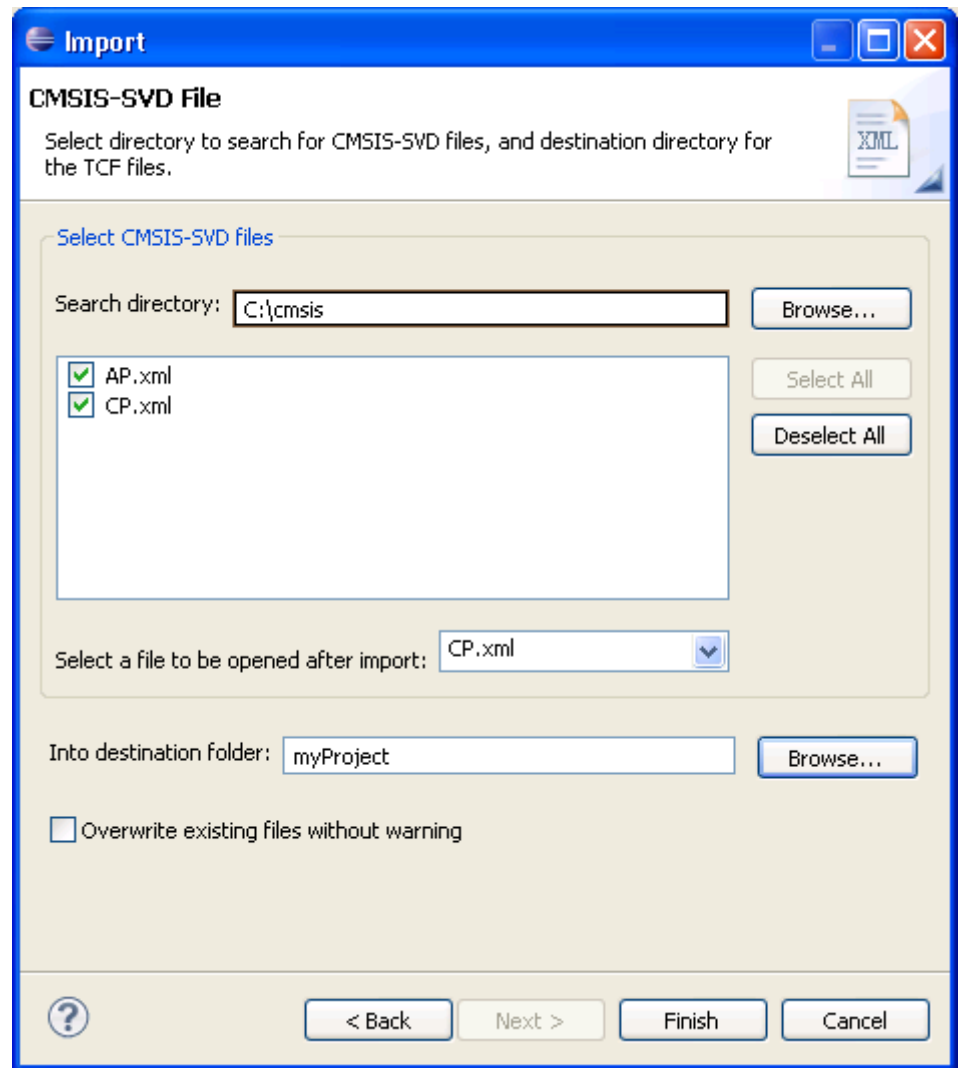 Import
CMSIS-SVD File
Select directory to search for CMSIS-SVD files, and destination directory for
the TCF files.
XML
Select CMSIS-SVD files
Search directory: C:\cmsis Browse...
AP.xml Select All
CP.xml
Deselect All
Select a file to be opened after import: CP.xml
Into destination folder: myProject Browse...
Overwrite existing files without warning
? < Back Next > Finish Cancel